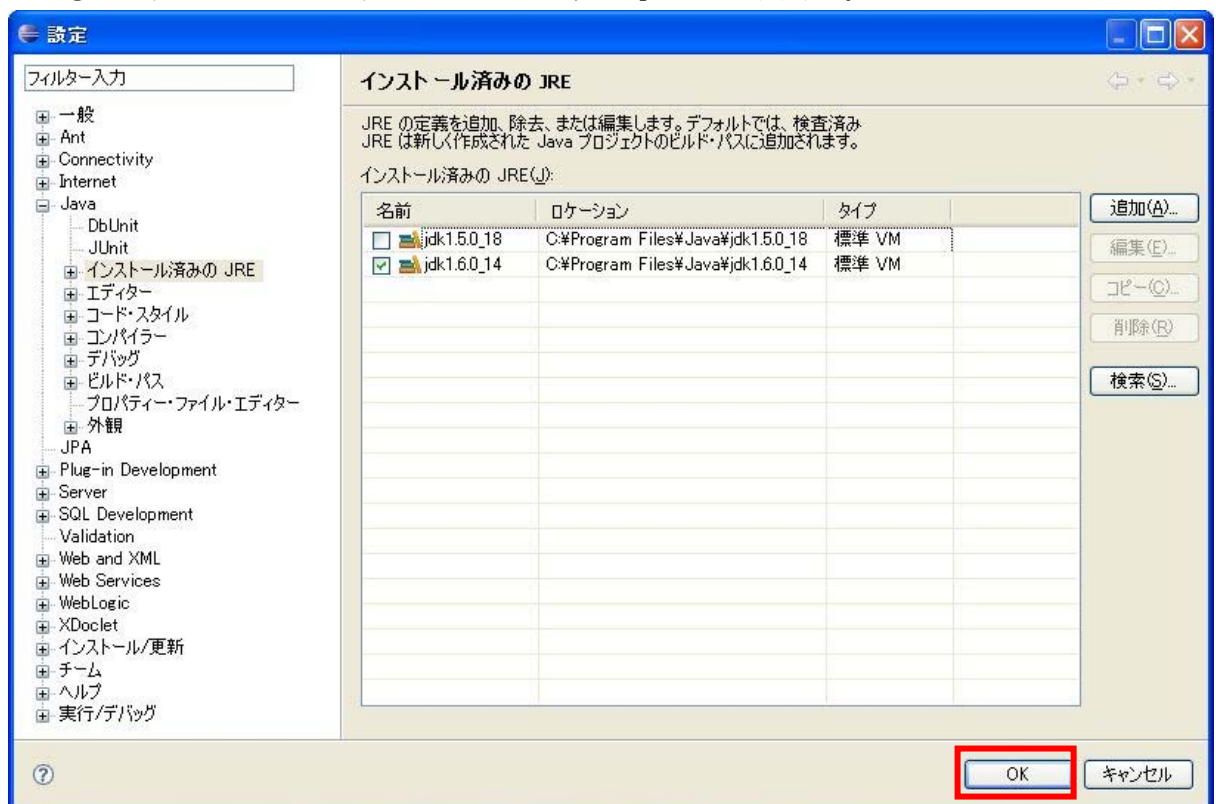 設定
フィルター入力
一般
Ant
Connectivity
Internet
Java
DbUnit
JUnit
インストール済みの JRE
エディター
コード・スタイル
コンパイラー
デバッグ
ビルド・パス
プロパティー・ファイル・エディター
外観
JPA
Plug-in Development
Server
SQL Development
Validation
Web and XML
Web Services
WebLogic
XDoclet
インストール/更新
チーム
ヘルプ
実行/デバッグ
インストール済みの JRE
JRE の定義を追加、除去、または編集します。デフォルトでは、検査済み
JRE は新しく作成された Java プロジェクトのビルド・パスに追加されます。
インストール済みの JRE(J):
名前 ロケーション タイプ
jdk1.5.0_18 C:¥Program Files¥Java¥jdk1.5.0_18 標準 VM
jdk1.6.0_14 C:¥Program Files¥Java¥jdk1.6.0_14 標準 VM
追加(A)...
編集(E)...
コピー(C)...
削除(R)
検索(S)...
OK キャンセル